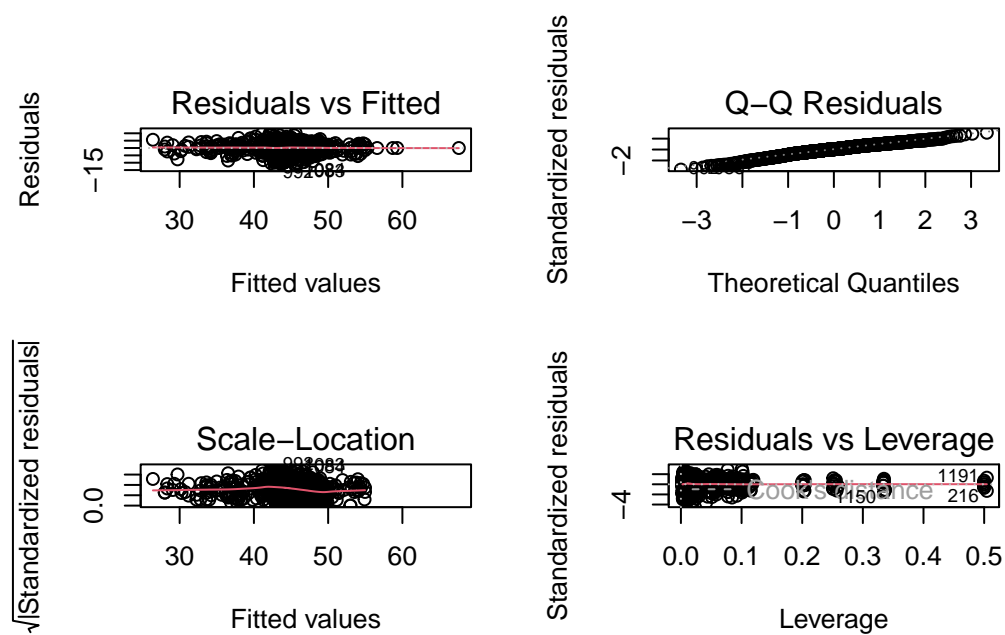 Residuals vs Fitted
Residuals
−15
1084
30 40 50 60
Fitted values
Q−Q Residuals
Standardized residuals
−2
−3 −1 0 1 2 3
Theoretical Quantiles
Scale−Location
√|Standardized residuals|
0.0
30 40 50 60
Fitted values
Residuals vs Leverage
Standardized residuals
−4
Cook's distance
1191
1150
216
0.0 0.1 0.2 0.3 0.4 0.5
Leverage